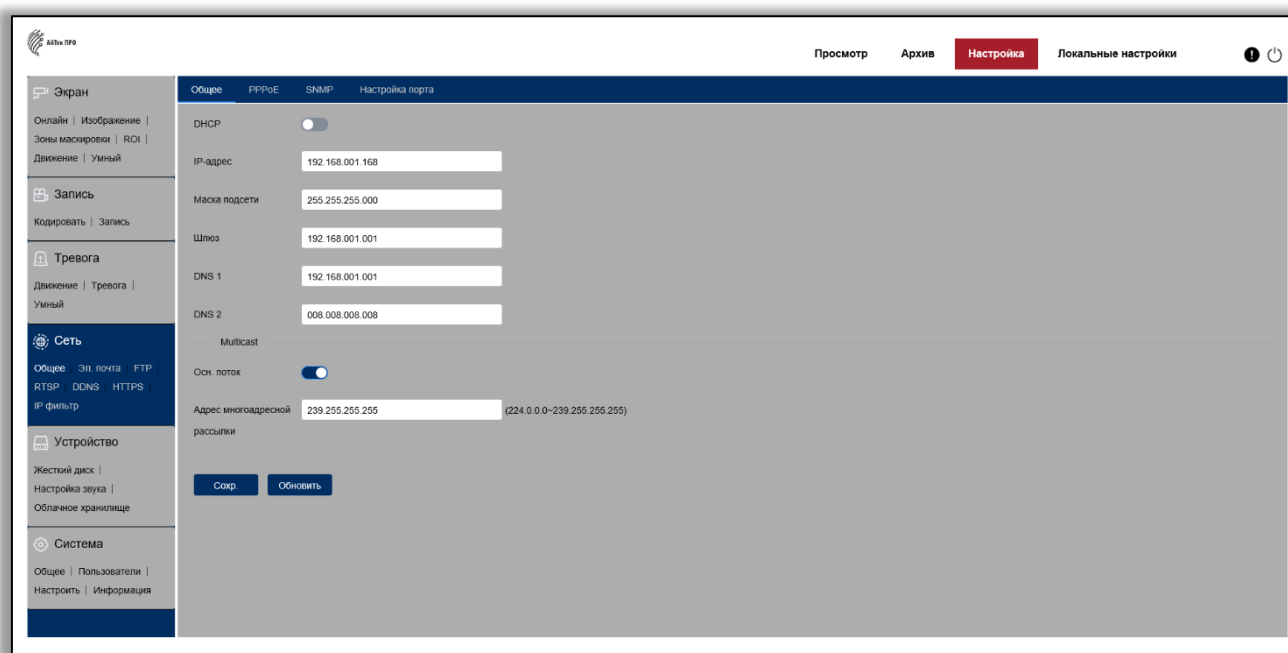 АйТек ПРО
Просмотр Архив Настройка Локальные настройки
Экран
Онлайн | Изображение |
Зоны маскировки | ROI |
Движение | Умный
Запись
Кодировать | Запись
Тревога
Движение | Тревога |
Умный
Сеть
Общее | Эл. почта | FTP |
RTSP | DDNS | HTTPS |
IP фильтр
Устройство
Жесткий диск |
Настройка звука |
Облачное хранилище
Система
Общее | Пользователи |
Настроить | Информация
Общее PPPoE SNMP Настройка порта
DHCP
IP-адрес 192.168.001.168
Маска подсети 255.255.255.000
Шлюз 192.168.001.001
DNS 1 192.168.001.001
DNS 2 008.008.008.008
Multicast
Осн. поток
Адрес многоадресной 239.255.255.255 (224.0.0.0~239.255.255.255)
рассылки
Сохр. Обновить